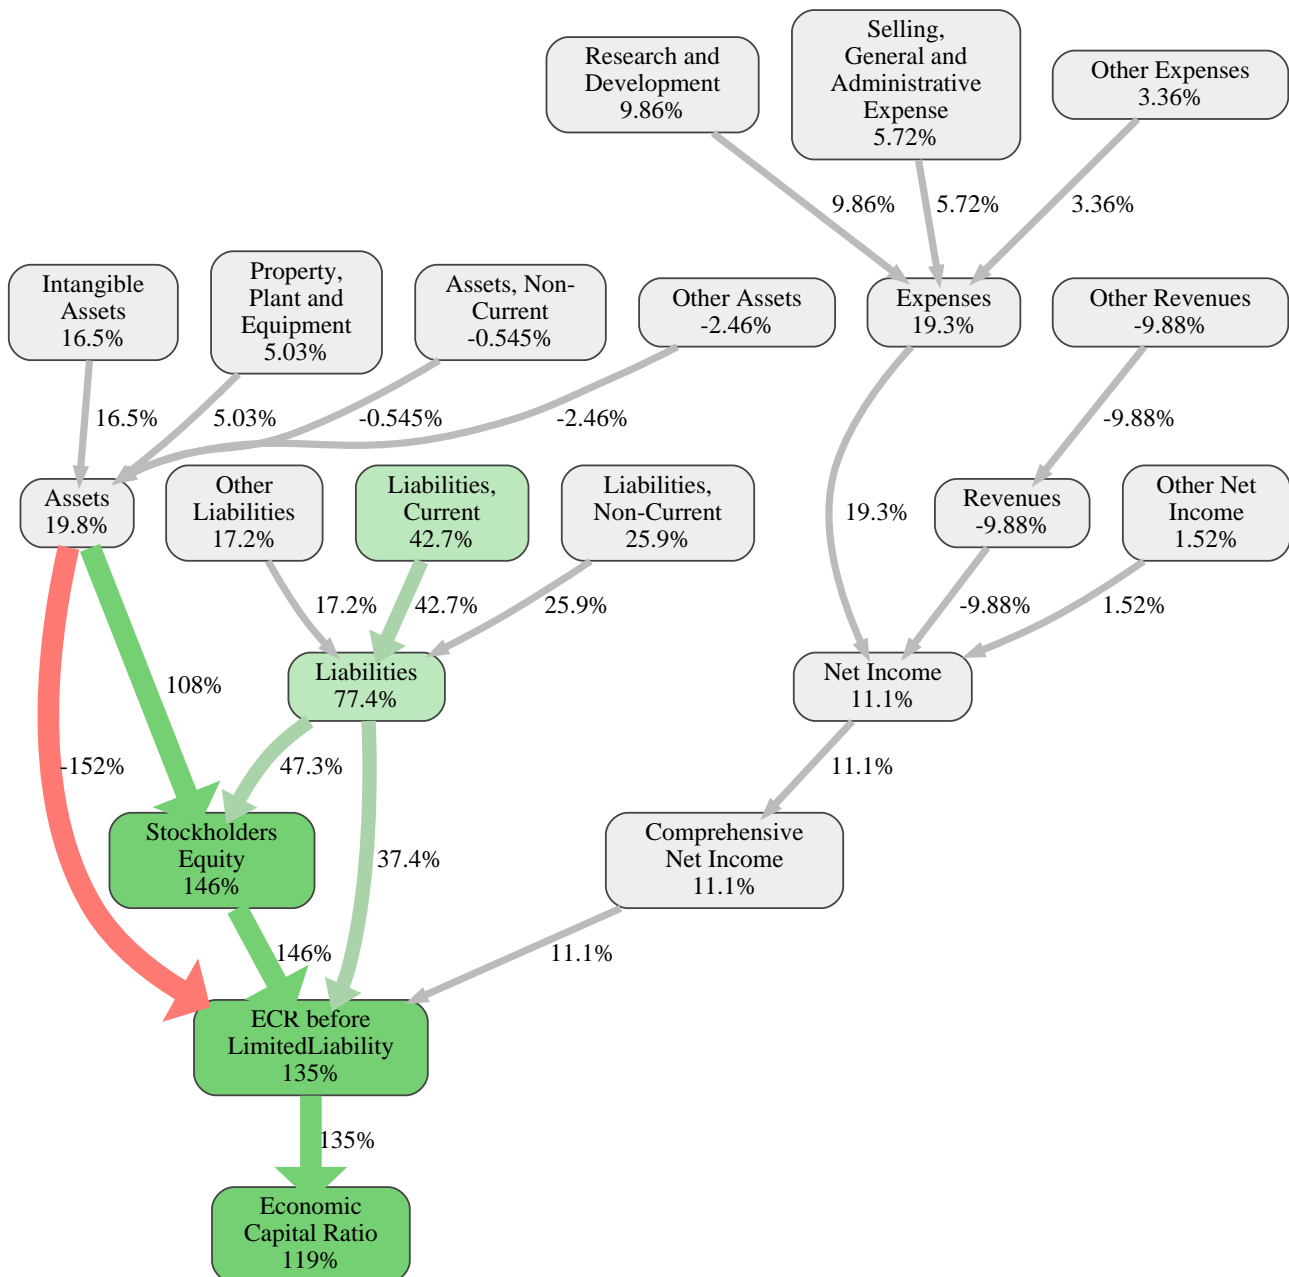 Research and
Development
9.86%
Selling,
General and
Administrative
Expense
5.72%
Other Expenses
3.36%
9.86%
5.72%
3.36%
Intangible
Assets
16.5%
Property,
Plant and
Equipment
5.03%
Assets, Non-
Current
-0.545%
Other Assets
-2.46%
Expenses
19.3%
Other Revenues
-9.88%
16.5%
5.03%
-0.545%
-2.46%
-9.88%
Assets
19.8%
Other
Liabilities
17.2%
Liabilities,
Current
42.7%
Liabilities,
Non-Current
25.9%
19.3%
Revenues
-9.88%
Other Net
Income
1.52%
17.2%
42.7%
25.9%
-9.88%
1.52%
108%
Liabilities
77.4%
Net Income
11.1%
-152%
47.3%
11.1%
Stockholders
Equity
146%
37.4%
Comprehensive
Net Income
11.1%
146%
11.1%
ECR before
LimitedLiability
135%
135%
Economic
Capital Ratio
119%